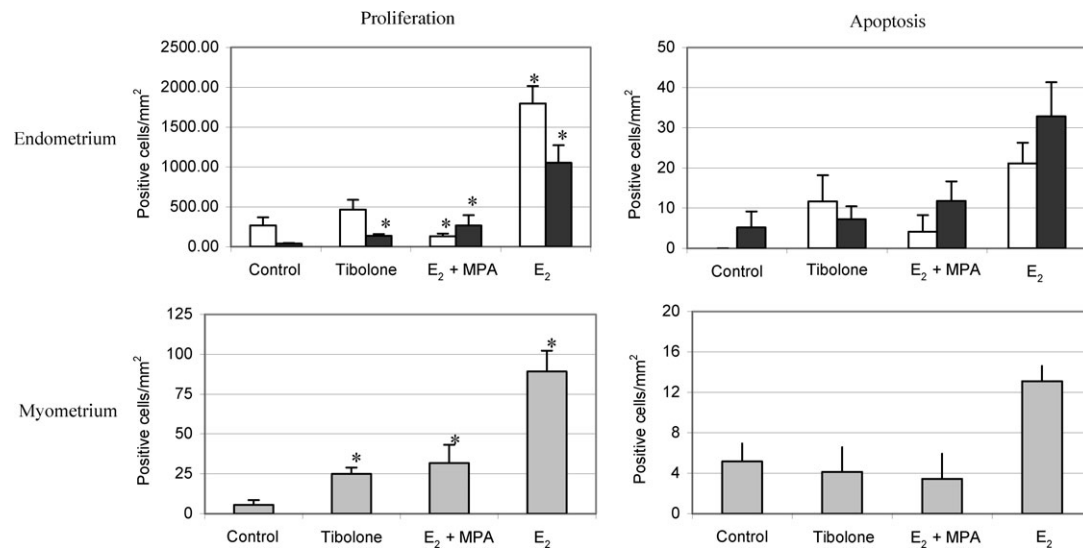 Proliferation
Apoptosis
Endometrium
Positive cells/mm²
2500.00
2000.00
1500.00
1000.00
500.00
0.00
*
*
*
*
*
Control
Tibolone
E₂ + MPA
E₂
Positive cells/mm²
50
40
30
20
10
0
Control
Tibolone
E₂ + MPA
E₂
Myometrium
Positive cells/mm²
125
100
75
50
25
0
*
*
*
Control
Tibolone
E₂ + MPA
E₂
Positive cells/mm²
20
16
12
8
4
0
Control
Tibolone
E₂ + MPA
E₂